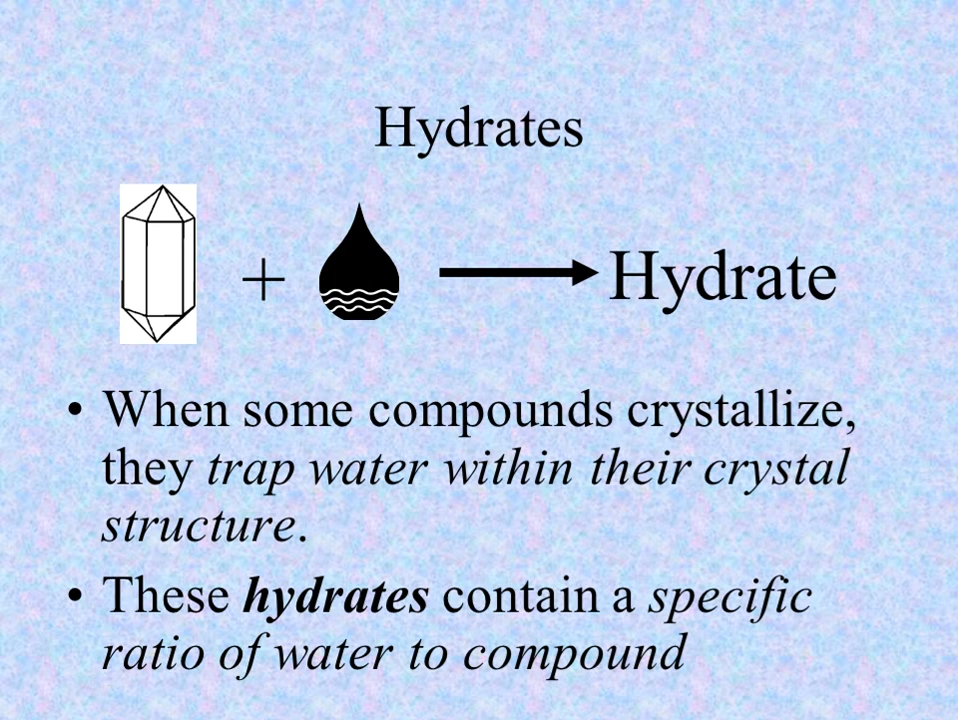 Hydrates
+ Hydrate
• When some compounds crystallize,
they trap water within their crystal
structure.
• These hydrates contain a specific
ratio of water to compound